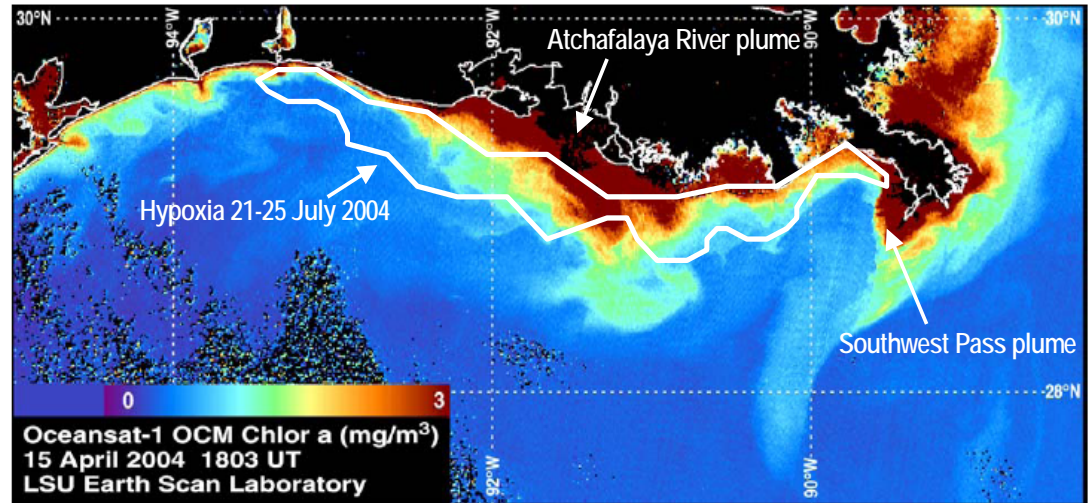 30°N
94°W
92°W
90°W
30°N
Atchafalaya River plume
Hypoxia 21-25 July 2004
Southwest Pass plume
28°N
0 3
Oceansat-1 OCM Chlor a (mg/m³)
15 April 2004 1803 UT
LSU Earth Scan Laboratory
92°W
90°W